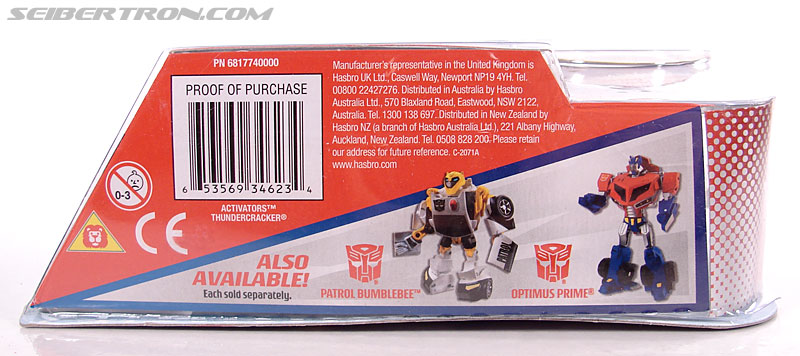 SEIBERTRON.COM
PN 6817740000
PROOF OF PURCHASE
6 53569 34623 4
ACTIVATORS™
THUNDERCRACKER®
0-3
CE
Manufacturer's representative in the United Kingdom is
Hasbro UK Ltd., Caswell Way, Newport NP19 4YH. Tel.
00800 22427276. Distributed in Australia by Hasbro
Australia Ltd., 570 Blaxland Road, Eastwood, NSW 2122,
Australia. Tel. 1300 138 697. Distributed in New Zealand by
Hasbro NZ (a branch of Hasbro Australia Ltd.), 221 Albany Highway,
Auckland, New Zealand. Tel. 0508 828 200. Please retain
our address for future reference. C-2071A
www.hasbro.com
ALSO
AVAILABLE!
Each sold separately.
PATROL BUMBLEBEE™
PATROL
OPTIMUS PRIME®